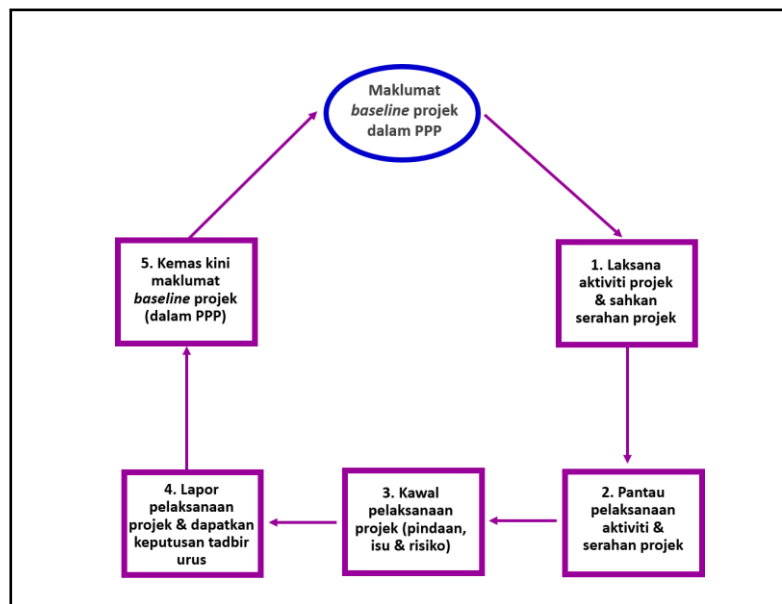 Maklumat
baseline projek
dalam PPP
1. Laksana
aktiviti projek
& sahkan
serahan projek
2. Pantau
pelaksanaan
aktiviti &
serahan projek
3. Kawal
pelaksanaan
projek (pindaan,
isu & risiko)
4. Lapor
pelaksanaan
projek & dapatkan
keputusan tadbir
urus
5. Kemas kini
maklumat
baseline projek
(dalam PPP)